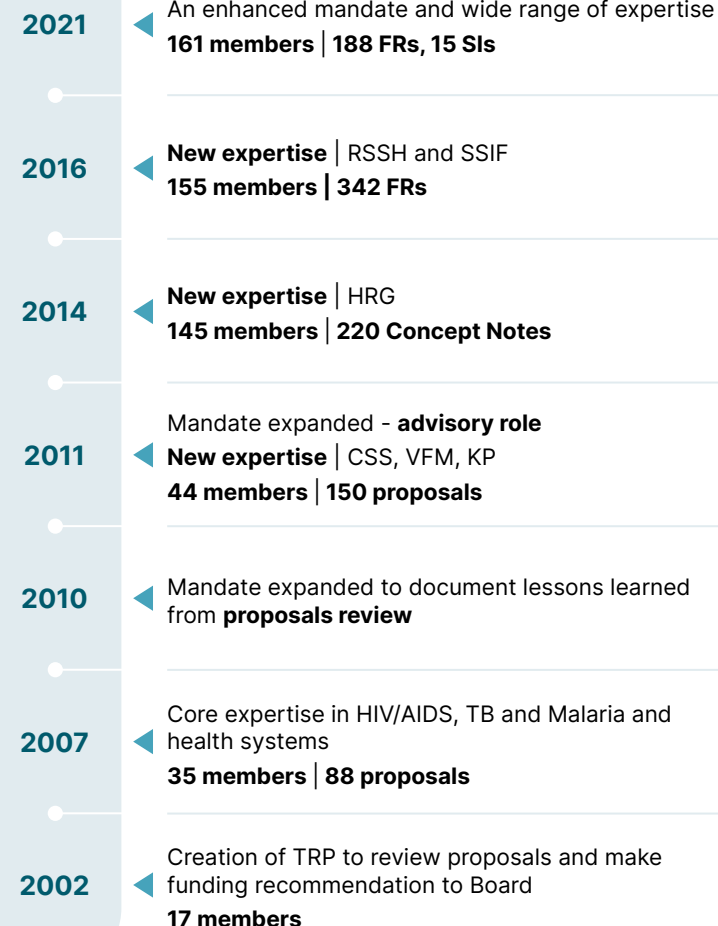 2021
An enhanced mandate and wide range of expertise
161 members | 188 FRs, 15 SIs
2016
New expertise | RSSH and SSIF
155 members | 342 FRs
2014
New expertise | HRG
145 members | 220 Concept Notes
2011
Mandate expanded - advisory role
New expertise | CSS, VFM, KP
44 members | 150 proposals
2010
Mandate expanded to document lessons learned
from proposals review
2007
Core expertise in HIV/AIDS, TB and Malaria and
health systems
35 members | 88 proposals
2002
Creation of TRP to review proposals and make
funding recommendation to Board
17 members